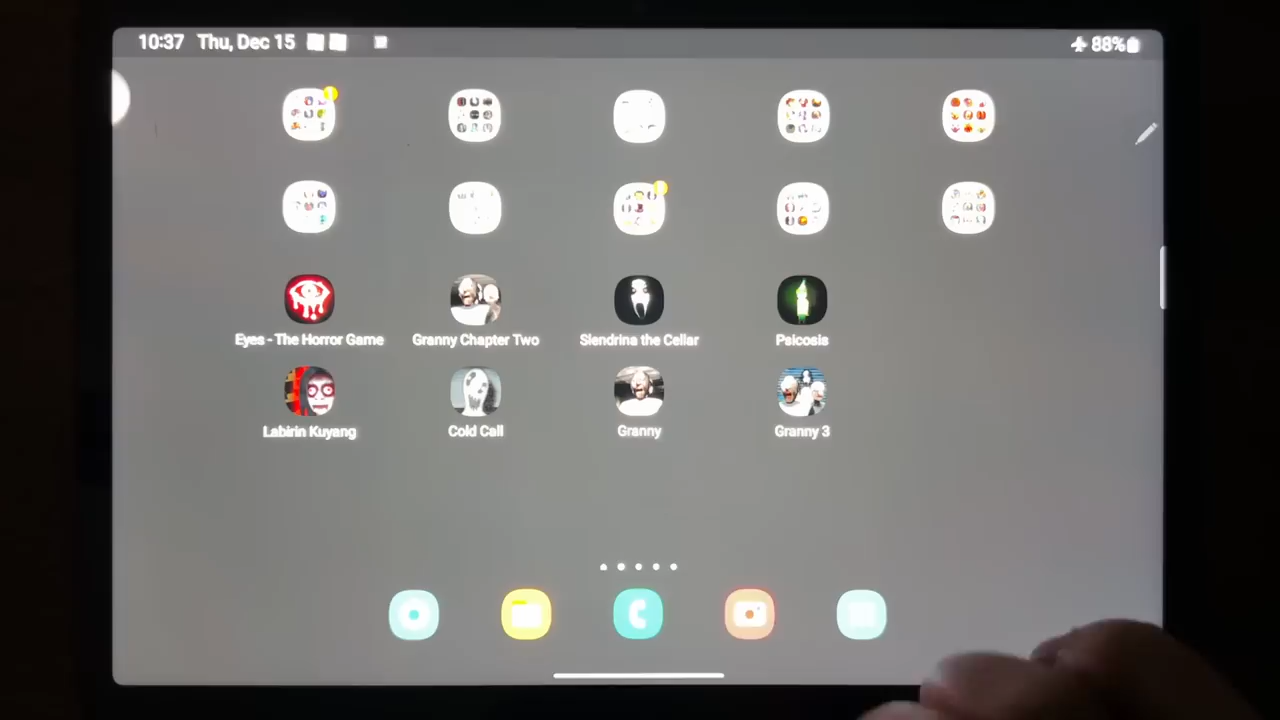 10:37 Thu, Dec 15 88%
Eyes - The Horror Game Granny Chapter Two Slendrina the Cellar Psicosis
Labirin Kuyang Cold Call Granny Granny 3